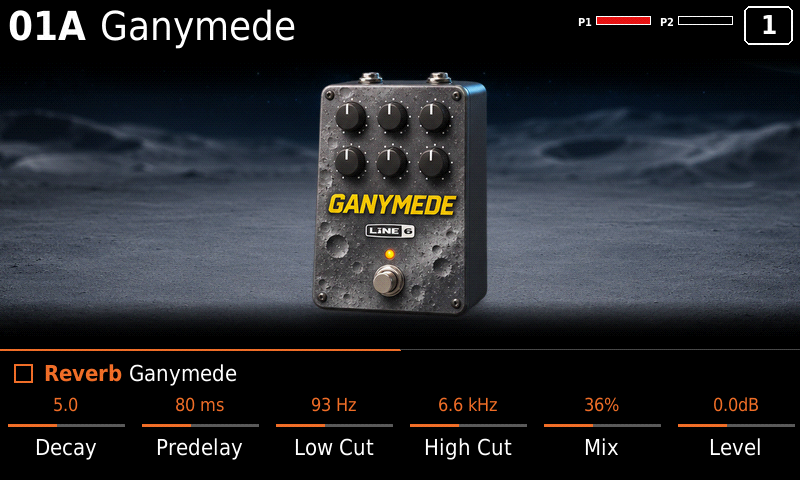 01A Ganymede
P1 P2 1
GANYMEDE
LINE 6
Reverb Ganymede
5.0 80 ms 93 Hz 6.6 kHz 36% 0.0dB
Decay Predelay Low Cut High Cut Mix Level